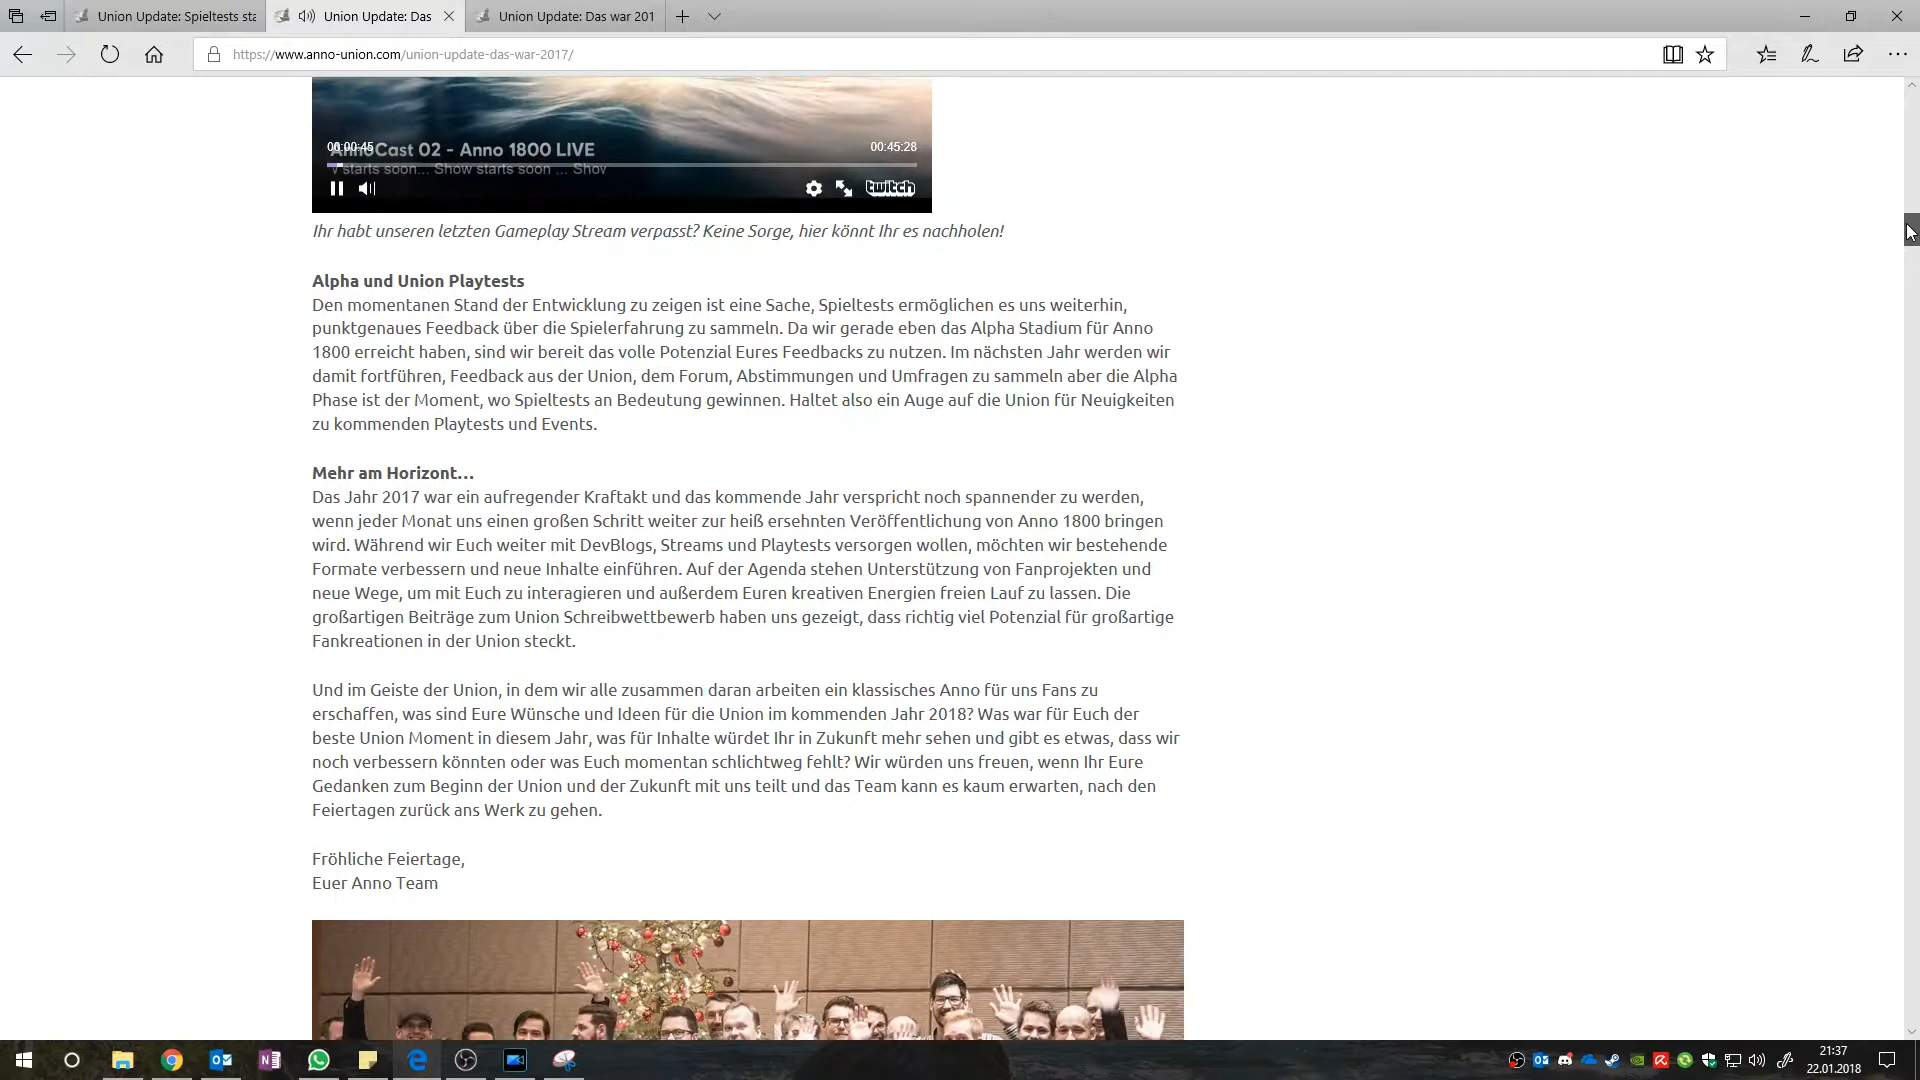 Union Update: Spieltests sta
Union Update: Das
Union Update: Das war 201
https://www.anno-union.com/union-update-das-war-2017/
00:00:45
00:45:28
AnnoCast 02 - Anno 1800 LIVE
starts soon... Show starts soon ... Show
twitch
Ihr habt unseren letzten Gameplay Stream verpasst? Keine Sorge, hier könnt Ihr es nachholen!
Alpha und Union Playtests
Den momentanen Stand der Entwicklung zu zeigen ist eine Sache, Spieltests ermöglichen es uns weiterhin,
punktgenaues Feedback über die Spielerfahrung zu sammeln. Da wir gerade eben das Alpha Stadium für Anno
1800 erreicht haben, sind wir bereit das volle Potenzial Eures Feedbacks zu nutzen. Im nächsten Jahr werden wir
damit fortführen, Feedback aus der Union, dem Forum, Abstimmungen und Umfragen zu sammeln aber die Alpha
Phase ist der Moment, wo Spieltests an Bedeutung gewinnen. Haltet also ein Auge auf die Union für Neuigkeiten
zu kommenden Playtests und Events.
Mehr am Horizont…
Das Jahr 2017 war ein aufregender Kraftakt und das kommende Jahr verspricht noch spannender zu werden,
wenn jeder Monat uns einen großen Schritt weiter zur heiß ersehnten Veröffentlichung von Anno 1800 bringen
wird. Während wir Euch weiter mit DevBlogs, Streams und Playtests versorgen wollen, möchten wir bestehende
Formate verbessern und neue Inhalte einführen. Auf der Agenda stehen Unterstützung von Fanprojekten und
neue Wege, um mit Euch zu interagieren und außerdem Euren kreativen Energien freien Lauf zu lassen. Die
großartigen Beiträge zum Union Schreibwettbewerb haben uns gezeigt, dass richtig viel Potenzial für großartige
Fankreationen in der Union steckt.
Und im Geiste der Union, in dem wir alle zusammen daran arbeiten ein klassisches Anno für uns Fans zu
erschaffen, was sind Eure Wünsche und Ideen für die Union im kommenden Jahr 2018? Was war für Euch der
beste Union Moment in diesem Jahr, was für Inhalte würdet Ihr in Zukunft mehr sehen und gibt es etwas, dass wir
noch verbessern könnten oder was Euch momentan schlichtweg fehlt? Wir würden uns freuen, wenn Ihr Eure
Gedanken zum Beginn der Union und der Zukunft mit uns teilt und das Team kann es kaum erwarten, nach den
Feiertagen zurück ans Werk zu gehen.
Fröhliche Feiertage,
Euer Anno Team
21:37
22.01.2018